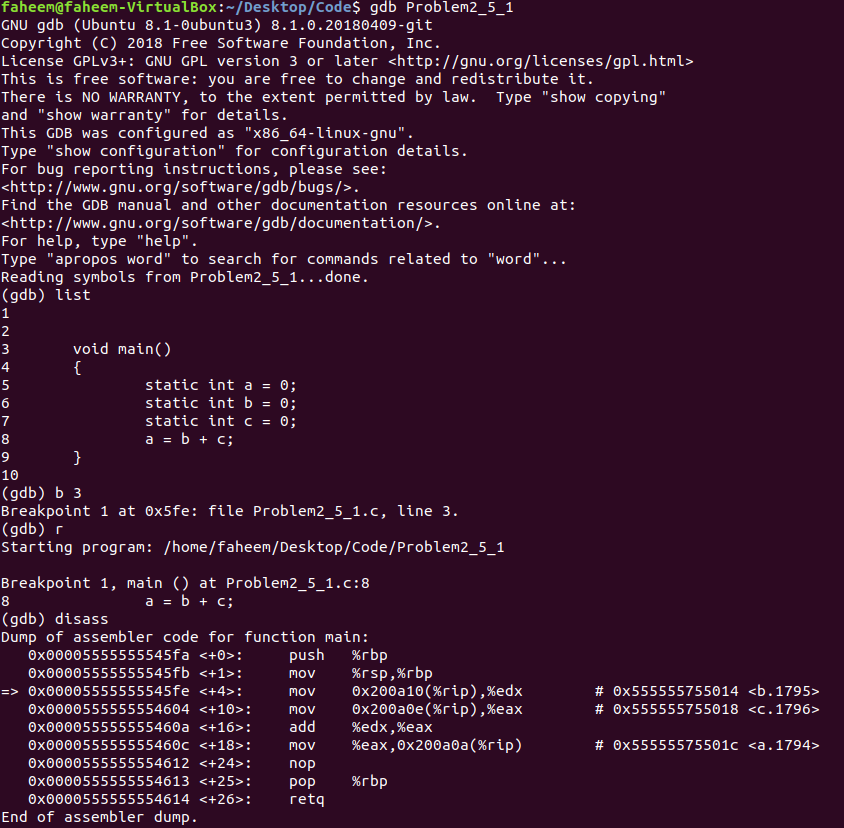 faheem@faheem-VirtualBox:~/Desktop/Code$ gdb Problem2_5_1
GNU gdb (Ubuntu 8.1-0ubuntu3) 8.1.0.20180409-git
Copyright (C) 2018 Free Software Foundation, Inc.
License GPLv3+: GNU GPL version 3 or later <http://gnu.org/licenses/gpl.html>
This is free software: you are free to change and redistribute it.
There is NO WARRANTY, to the extent permitted by law.  Type "show copying"
and "show warranty" for details.
This GDB was configured as "x86_64-linux-gnu".
Type "show configuration" for configuration details.
For bug reporting instructions, please see:
<http://www.gnu.org/software/gdb/bugs/>.
Find the GDB manual and other documentation resources online at:
<http://www.gnu.org/software/gdb/documentation/>.
For help, type "help".
Type "apropos word" to search for commands related to "word"...
Reading symbols from Problem2_5_1...done.
(gdb) list
1
2
3       void main()
4       {
5               static int a = 0;
6               static int b = 0;
7               static int c = 0;
8               a = b + c;
9       }
10
(gdb) b 3
Breakpoint 1 at 0x5fe: file Problem2_5_1.c, line 3.
(gdb) r
Starting program: /home/faheem/Desktop/Code/Problem2_5_1

Breakpoint 1, main () at Problem2_5_1.c:8
8               a = b + c;
(gdb) disass
Dump of assembler code for function main:
   0x00005555555545fa <+0>:     push   %rbp
   0x00005555555545fb <+1>:     mov    %rsp,%rbp
=> 0x00005555555545fe <+4>:     mov    0x200a10(%rip),%edx        # 0x555555755014 <b.1795>
   0x0000555555554604 <+10>:    mov    0x200a0e(%rip),%eax        # 0x555555755018 <c.1796>
   0x000055555555460a <+16>:    add    %edx,%eax
   0x000055555555460c <+18>:    mov    %eax,0x200a0a(%rip)        # 0x55555575501c <a.1794>
   0x0000555555554612 <+24>:    nop
   0x0000555555554613 <+25>:    pop    %rbp
   0x0000555555554614 <+26>:    retq
End of assembler dump.